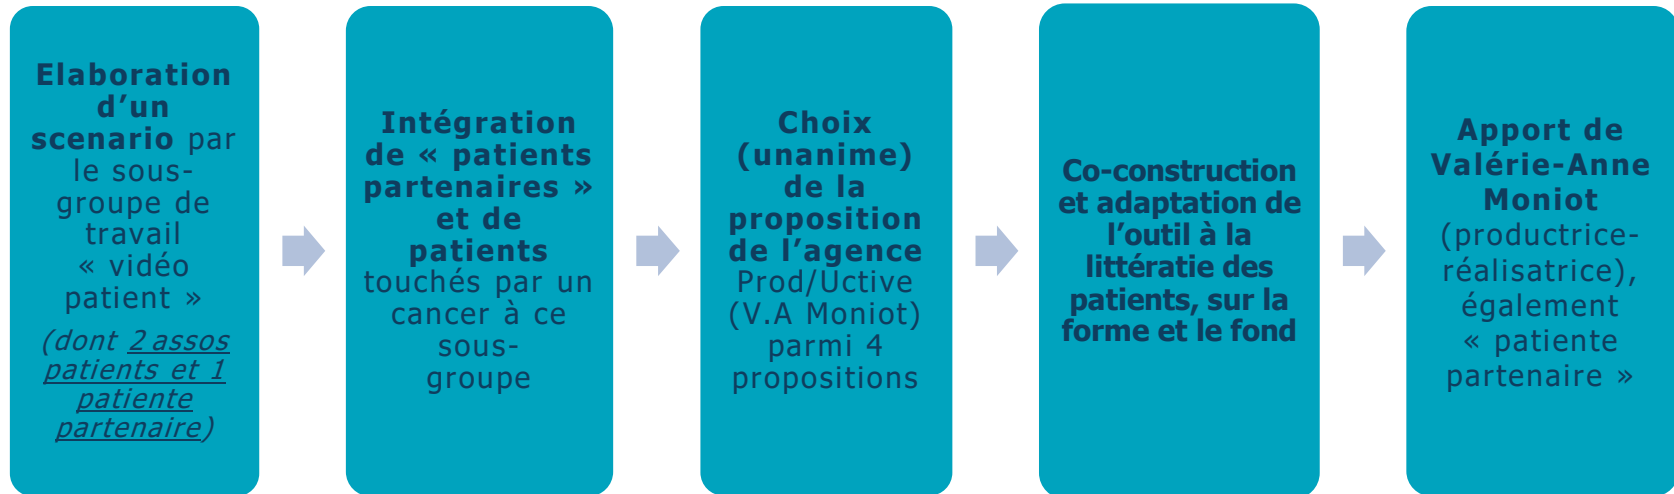 Elaboration
d’un
scenario par
le sous-
groupe de
travail
« vidéo
patient »
(dont 2 assos
patients et 1
patiente
partenaire)
Intégration
de « patients
partenaires »
et de
patients
touchés par un
cancer à ce
sous-
groupe
Choix
(unanime)
de la
proposition
de l’agence
Prod/Uctive
(V.A Moniot)
parmi 4
propositions
Co-construction
et adaptation de
l’outil à la
littératie des
patients, sur la
forme et le fond
Apport de
Valérie-Anne
Moniot
(productrice-
réalisatrice),
également
« patiente
partenaire »